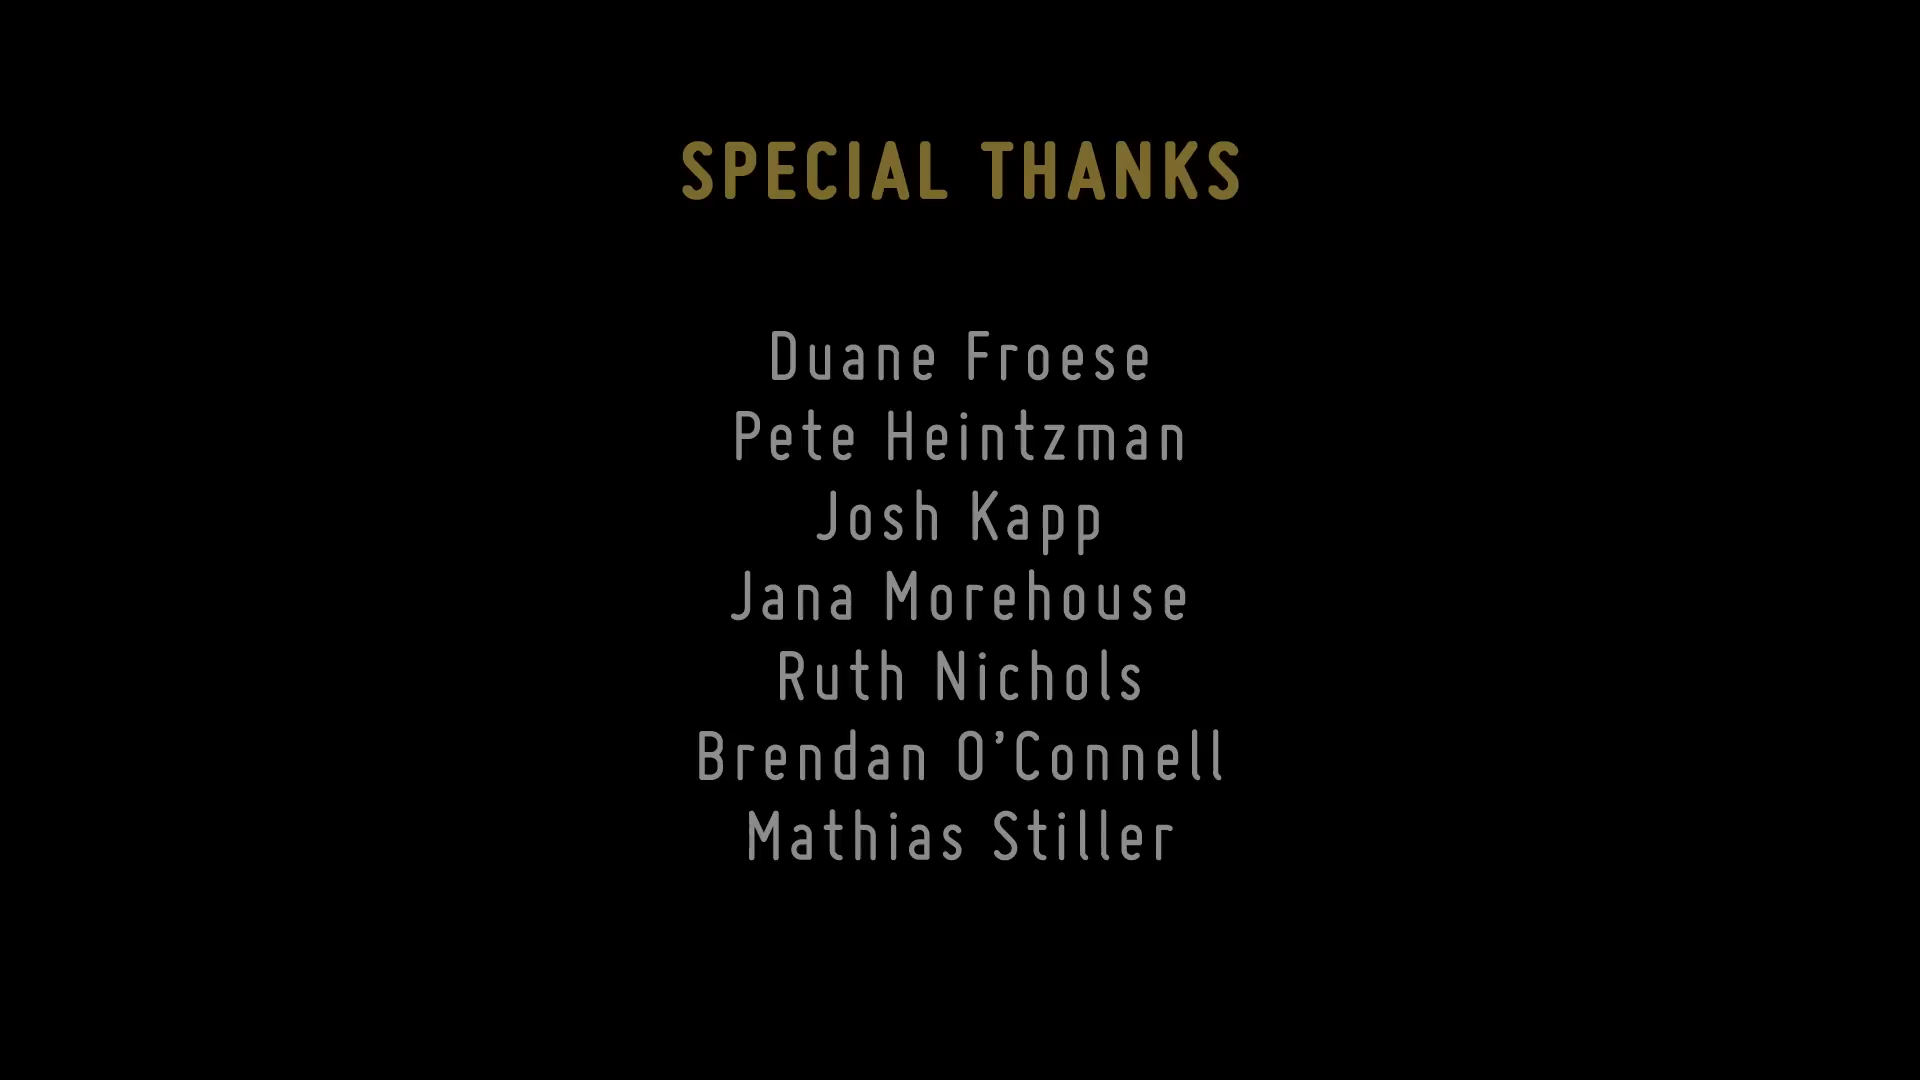 SPECIAL THANKS
Duane Froese
Pete Heintzman
Josh Kapp
Jana Morehouse
Ruth Nichols
Brendan O’Connell
Mathias Stiller